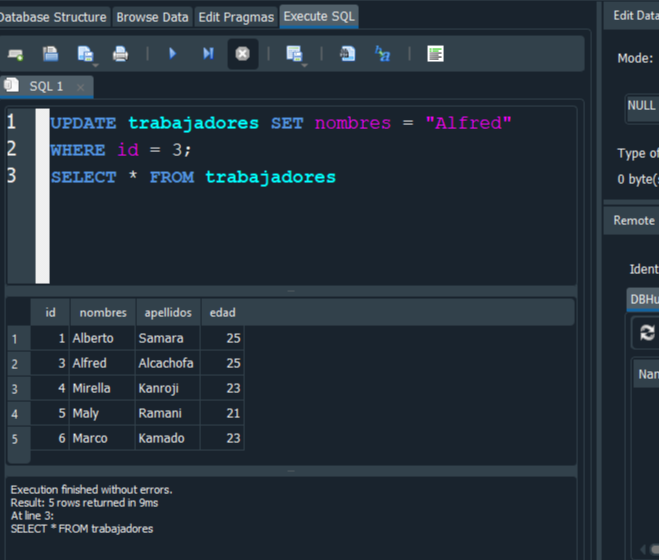 Database Structure Browse Data Edit Pragmas Execute SQL
Edit Data
Mode:
SQL 1
NULL
1 UPDATE trabajadores SET nombres = "Alfred"
2 WHERE id = 3;
3 SELECT * FROM trabajadores
Type of
0 byte(s
Remote
Ident
DBHu
Nam
id nombres apellidos edad
1 1 Alberto Samara 25
2 3 Alfred Alcachofa 25
3 4 Mirella Kanroji 23
4 5 Maly Ramani 21
5 6 Marco Kamado 23
Execution finished without errors.
Result: 5 rows returned in 9ms
At line 3:
SELECT * FROM trabajadores